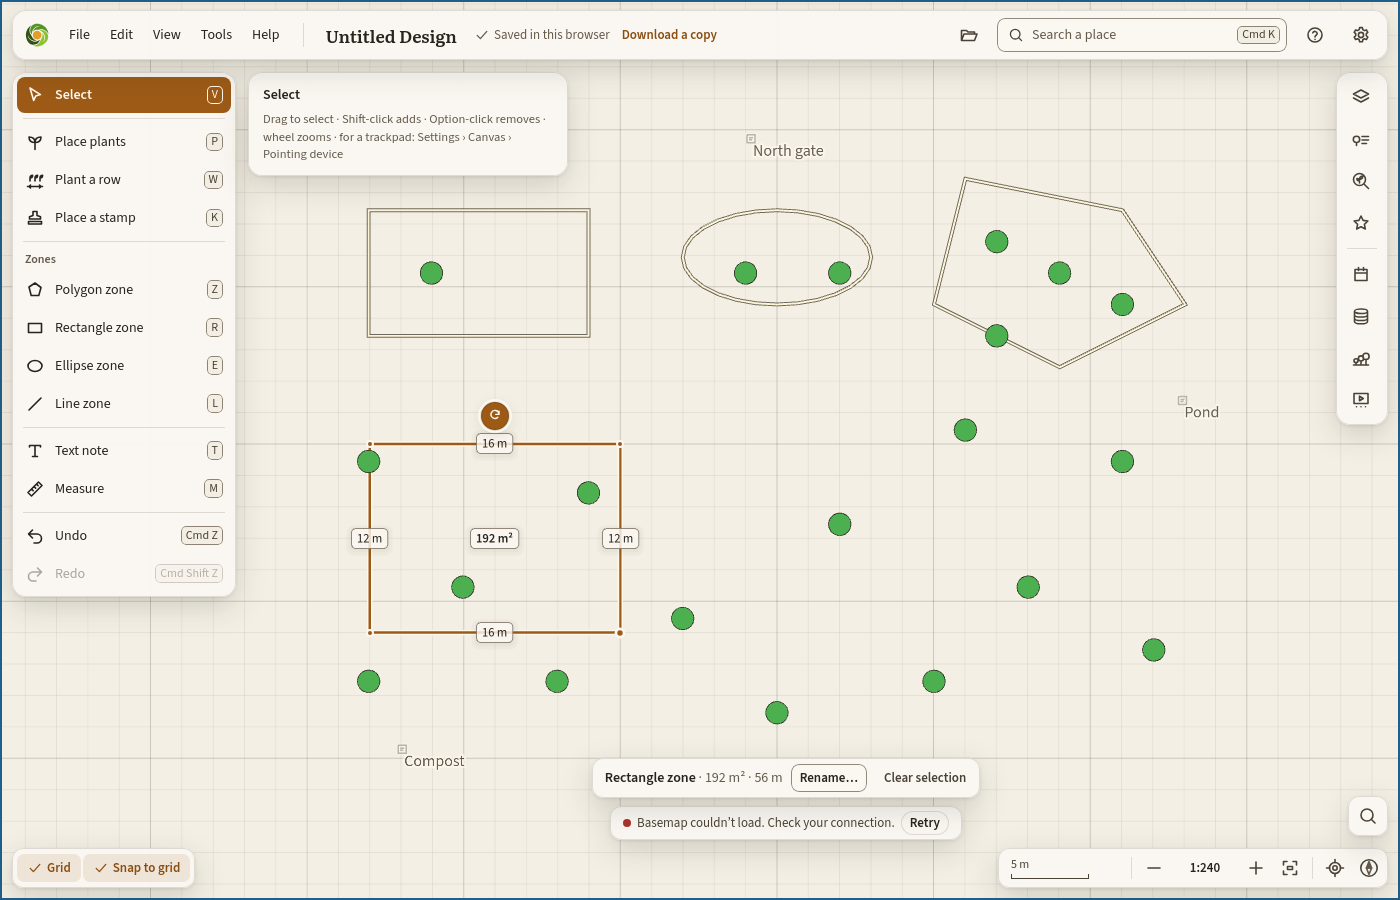 File Edit View Tools Help Untitled Design Saved in this browser Download a copy Search a place Cmd K
Select V
Place plants P
Plant a row W
Place a stamp K
Zones
Polygon zone Z
Rectangle zone R
Ellipse zone E
Line zone L
Text note T
Measure M
Undo Cmd Z
Redo Cmd Shift Z
Select
Drag to select · Shift-click adds · Option-click removes ·
wheel zooms · for a trackpad: Settings › Canvas ›
Pointing device
North gate
Pond
16 m
12 m 192 m² 12 m
16 m
Compost
Rectangle zone · 192 m² · 56 m Rename… Clear selection
Basemap couldn’t load. Check your connection. Retry
Grid Snap to grid
5 m 1:240